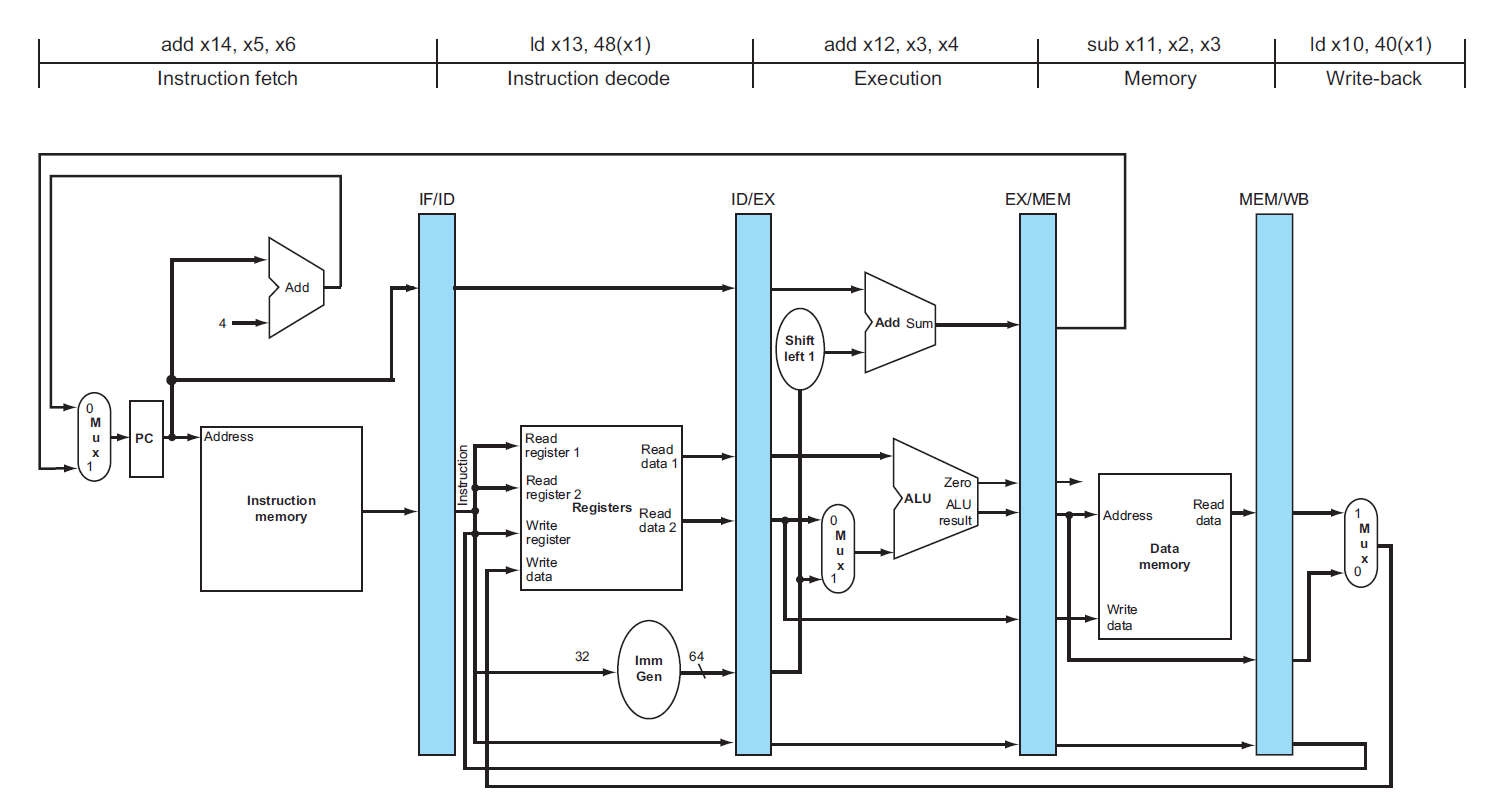 add x14, x5, x6
ld x13, 48(x1)
add x12, x3, x4
sub x11, x2, x3
ld x10, 40(x1)
Instruction fetch
Instruction decode
Execution
Memory
Write-back
IF/ID
ID/EX
EX/MEM
MEM/WB
Add
4
Add Sum
Shift
left 1
0
M
u
x
1
PC
Address
Instruction
memory
Instruction
Read
register 1
Read
register 2
Write
register
Write
data
Registers
Read
data 1
Read
data 2
0
M
u
x
1
ALU
Zero
ALU
result
Address
Read
data
Data
memory
Write
data
1
M
u
x
0
32
Imm
Gen
64